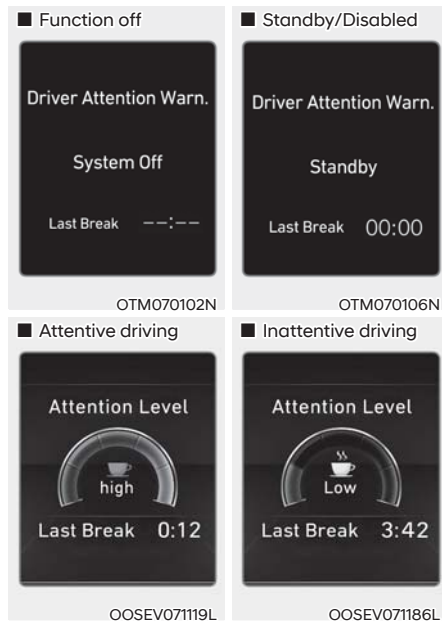 ■ Function off
Driver Attention Warn.
System Off
Last Break --:--
OTM070102N
■ Standby/Disabled
Driver Attention Warn.
Standby
Last Break 00:00
OTM070106N
■ Attentive driving
Attention Level
high
Last Break 0:12
OOSEV071119L
■ Inattentive driving
Attention Level
Low
Last Break 3:42
OOSEV071186L